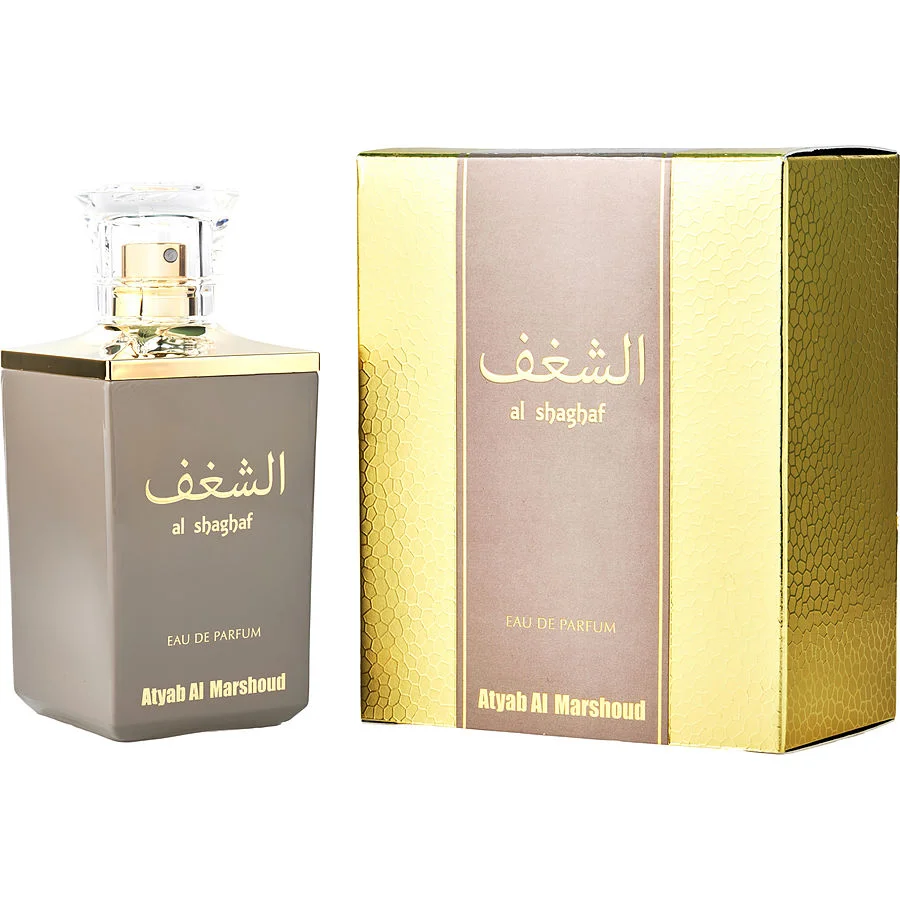 الشغف
al shaghaf
EAU DE PARFUM
Atyab Al Marshoud
الشغف
al shaghaf
EAU DE PARFUM
Atyab Al Marshoud